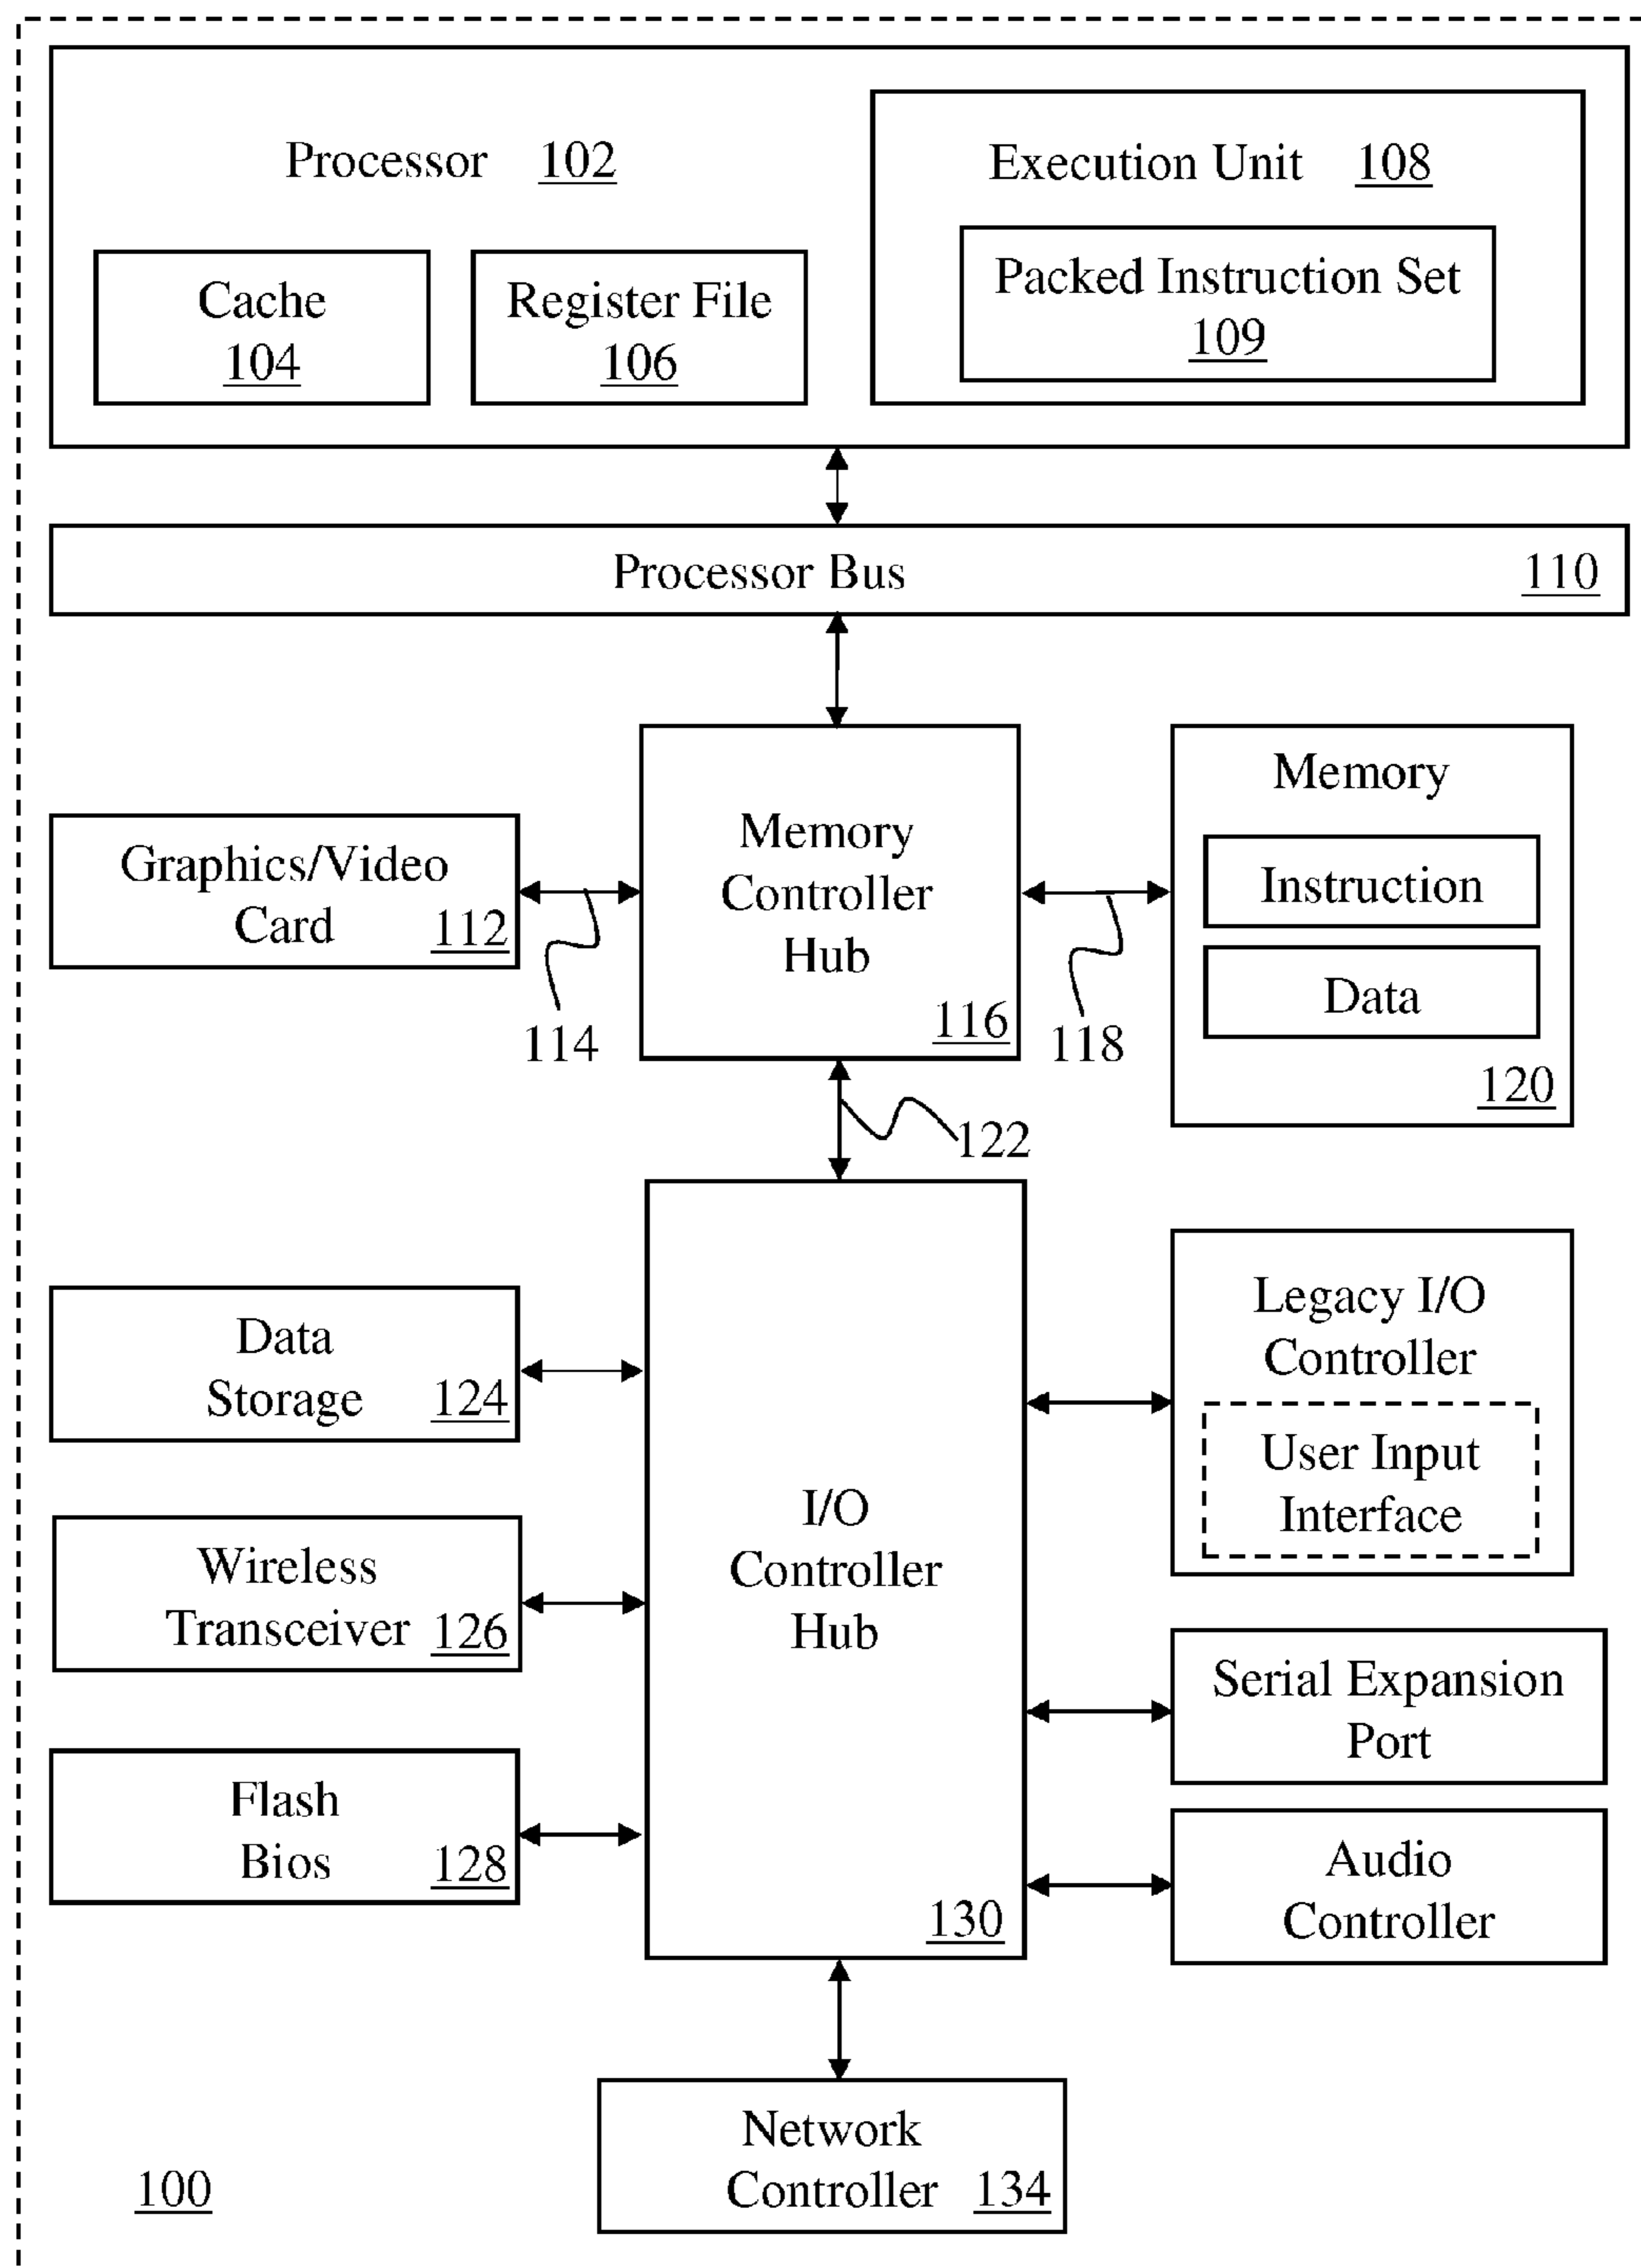 Processor 102
Execution Unit 108
Cache
104
Register File
106
Packed Instruction Set
109
Processor Bus 110
Graphics/Video
Card 112
114
Memory
Controller
Hub
116
118
Memory
Instruction
Data
120
122
Data
Storage 124
Wireless
Transceiver 126
Flash
Bios 128
I/O
Controller
Hub
130
Legacy I/O
Controller
User Input
Interface
Serial Expansion
Port
Audio
Controller
Network
Controller 134
100